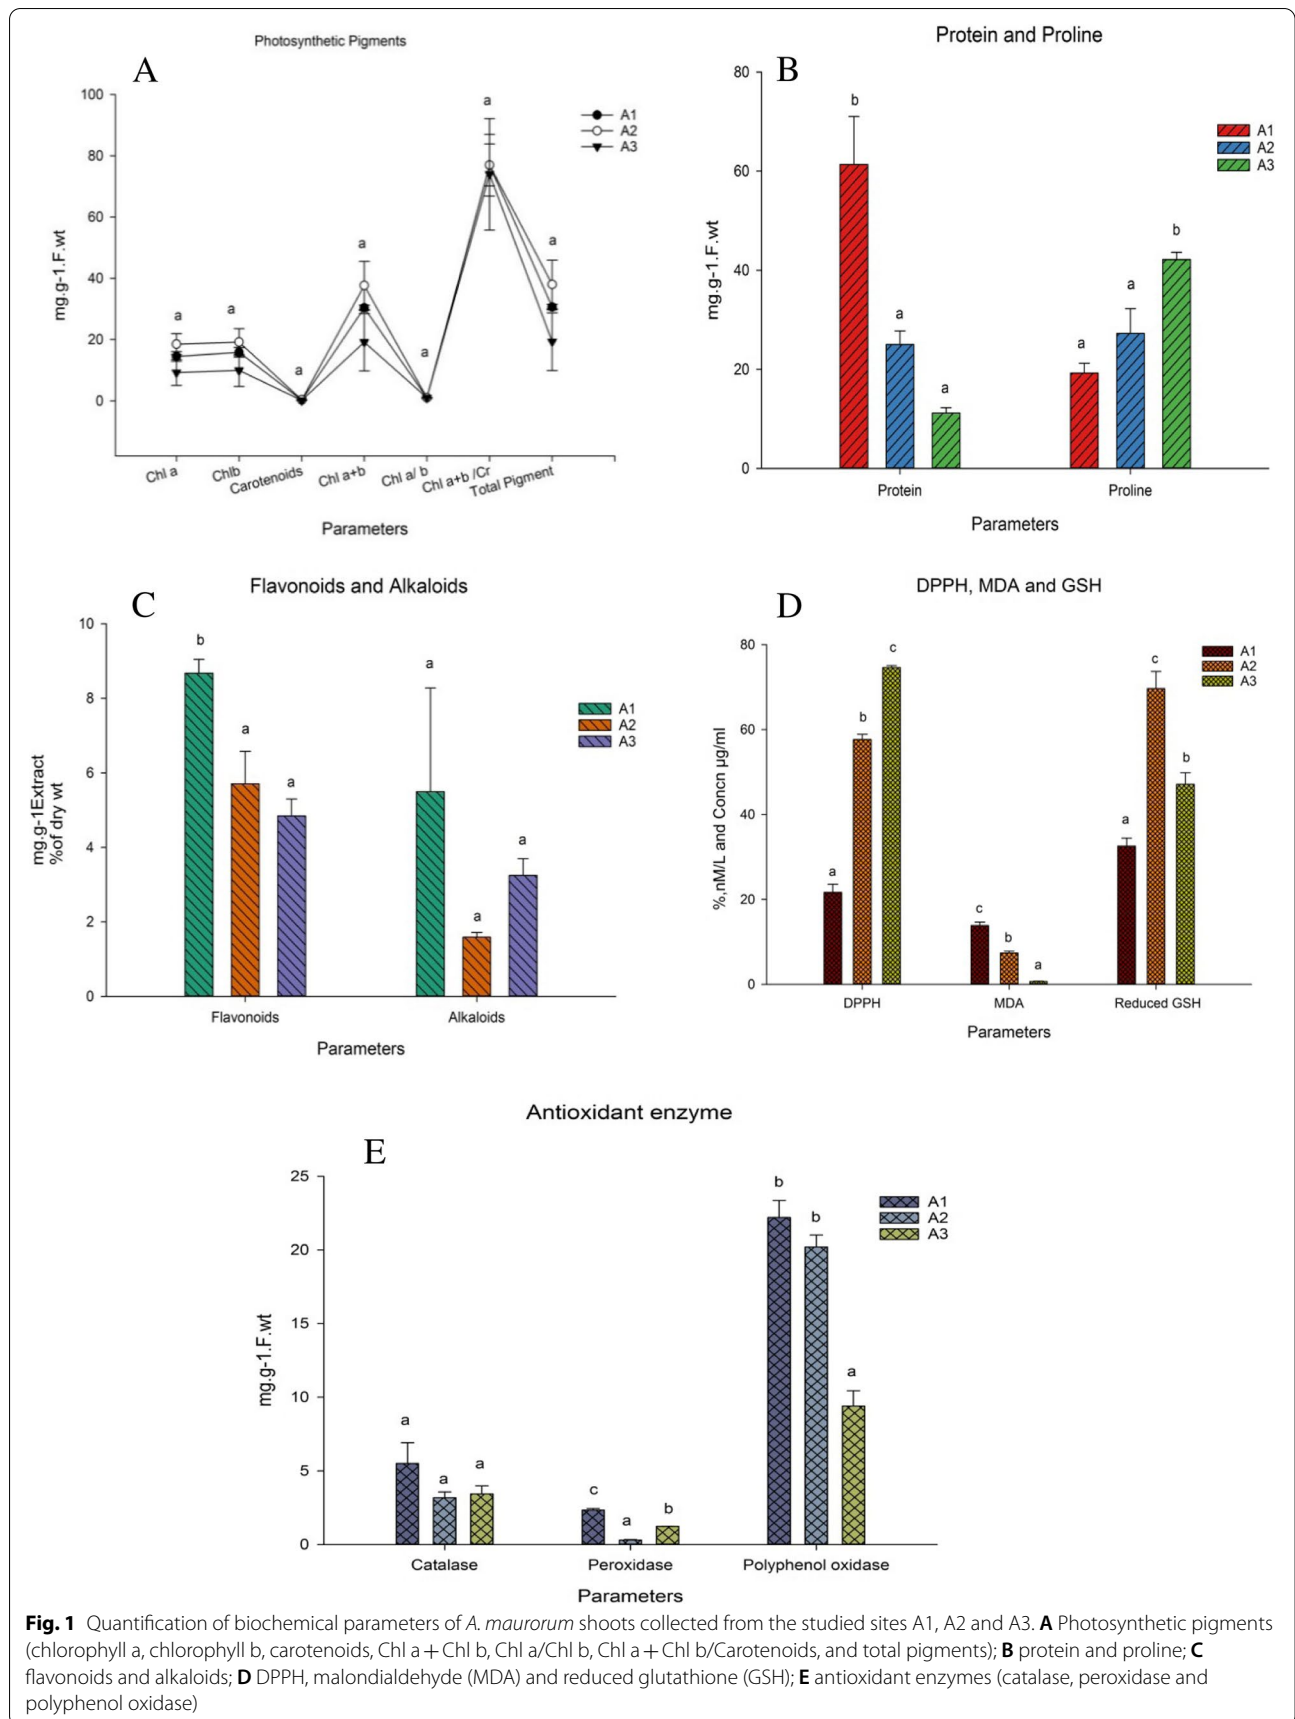 Photosynthetic Pigments
A
100
80
60
40
20
0
mg.g-1.F.wt
a
a
a
a
a
a
a
A1
A2
A3
Chl a
Chlb
Carotenoids
Chl a+b
Chl a/ b
Chl a+b /Cr
Total Pigment
Parameters
Protein and Proline
B
80
60
40
20
0
mg.g-1.F.wt
b
a
a
a
a
b
A1
A2
A3
Protein
Proline
Parameters
Flavonoids and Alkaloids
C
10
8
6
4
2
0
mg.g-1Extract
%of dry wt
b
a
a
a
a
a
A1
A2
A3
Flavonoids
Alkaloids
Parameters
DPPH, MDA and GSH
D
80
60
40
20
0
%,nM/L and Concn µg/ml
a
b
c
c
b
a
a
c
b
A1
A2
A3
DPPH
MDA
Reduced GSH
Parameters
Antioxidant enzyme
E
25
20
15
10
5
0
mg.g-1.F.wt
a
a
a
c
a
b
b
b
a
A1
A2
A3
Catalase
Peroxidase
Polyphenol oxidase
Parameters
Fig. 1 Quantification of biochemical parameters of A. maurorum shoots collected from the studied sites A1, A2 and A3. A Photosynthetic pigments
(chlorophyll a, chlorophyll b, carotenoids, Chl a + Chl b, Chl a/Chl b, Chl a + Chl b/Carotenoids, and total pigments); B protein and proline; C
flavonoids and alkaloids; D DPPH, malondialdehyde (MDA) and reduced glutathione (GSH); E antioxidant enzymes (catalase, peroxidase and
polyphenol oxidase)